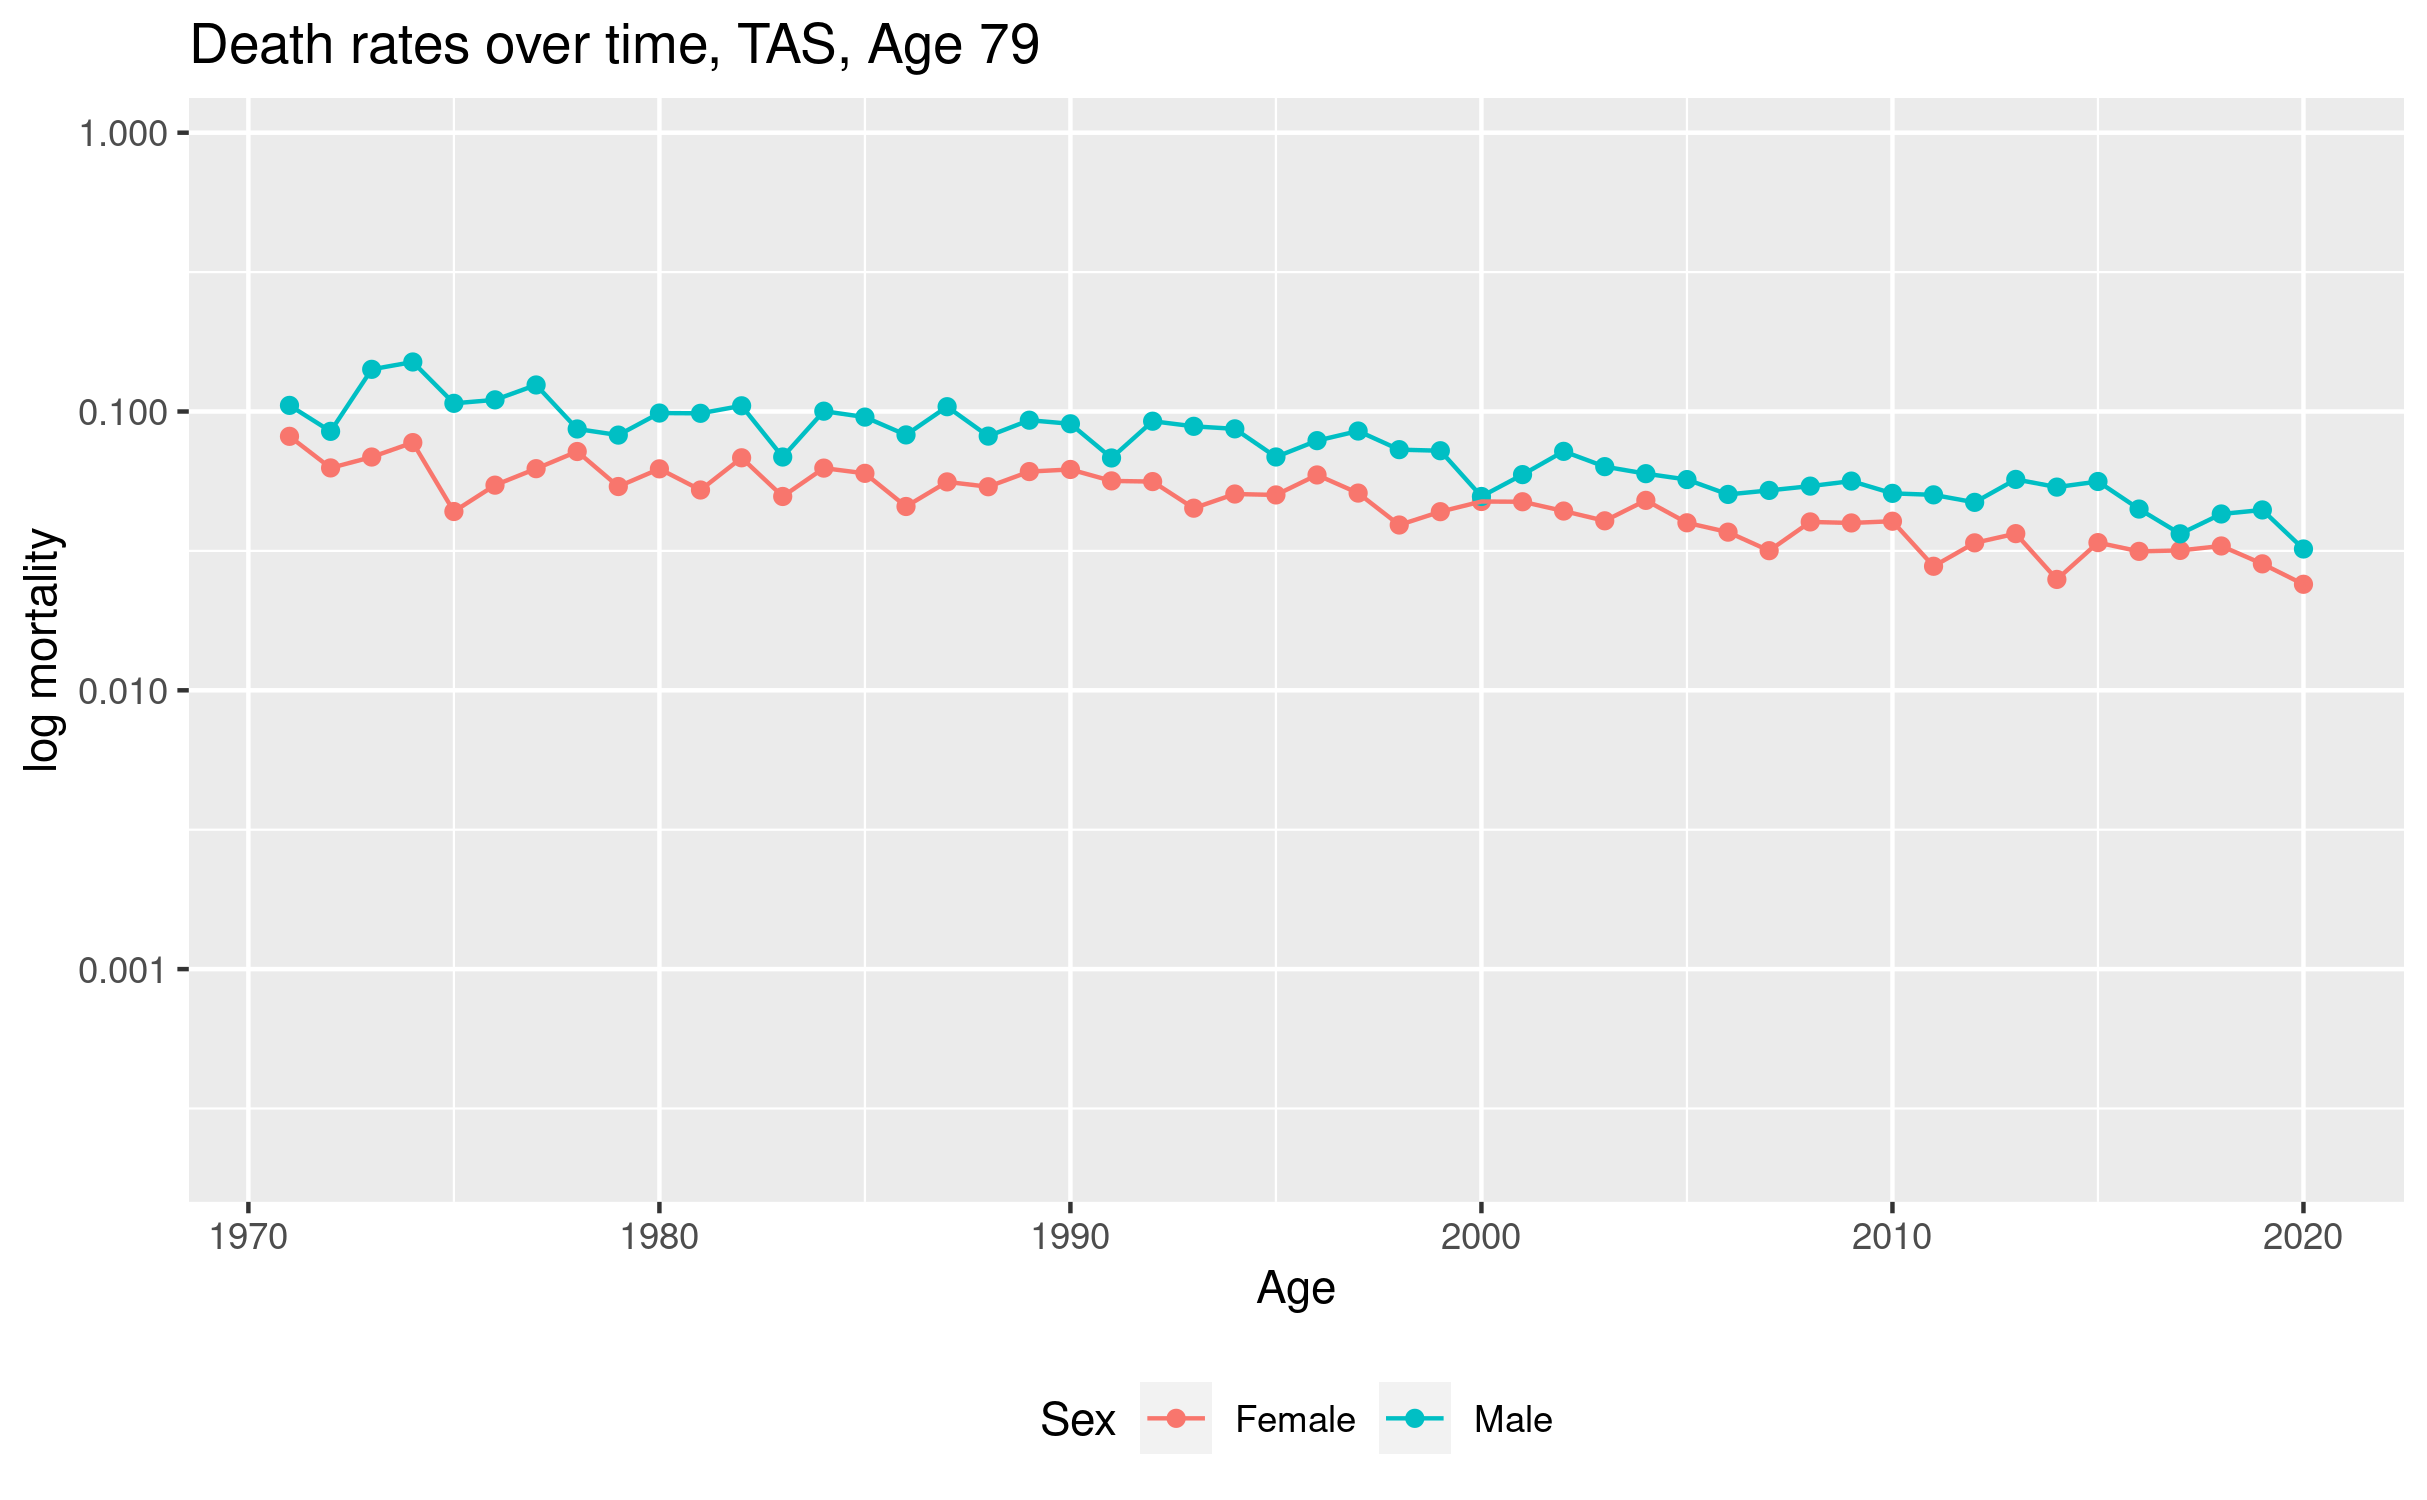 Death rates over time, TAS, Age 79
log mortality
1.000
0.100
0.010
0.001
1970 1980 1990 2000 2010 2020
Age
Sex Female Male